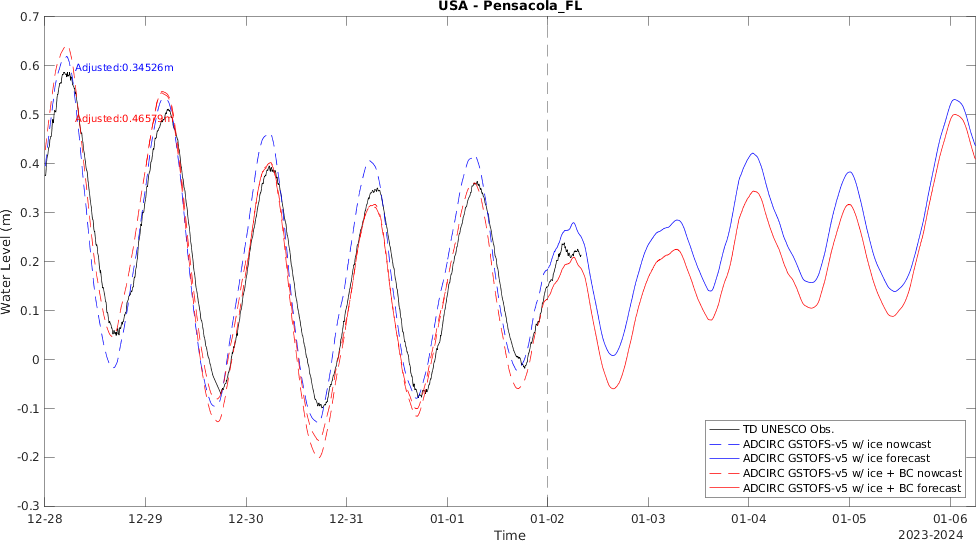 USA - Pensacola_FL
0.7
0.6
0.5
0.4
0.3
0.2
0.1
0
-0.1
-0.2
-0.3
Water Level (m)
Adjusted:0.34526m
Adjusted:0.46579m
TD UNESCO Obs.
ADCIRC GSTOFS-v5 w/ ice nowcast
ADCIRC GSTOFS-v5 w/ ice forecast
ADCIRC GSTOFS-v5 w/ ice + BC nowcast
ADCIRC GSTOFS-v5 w/ ice + BC forecast
12-28 12-29 12-30 12-31 01-01 01-02 01-03 01-04 01-05 01-06
Time
2023-2024